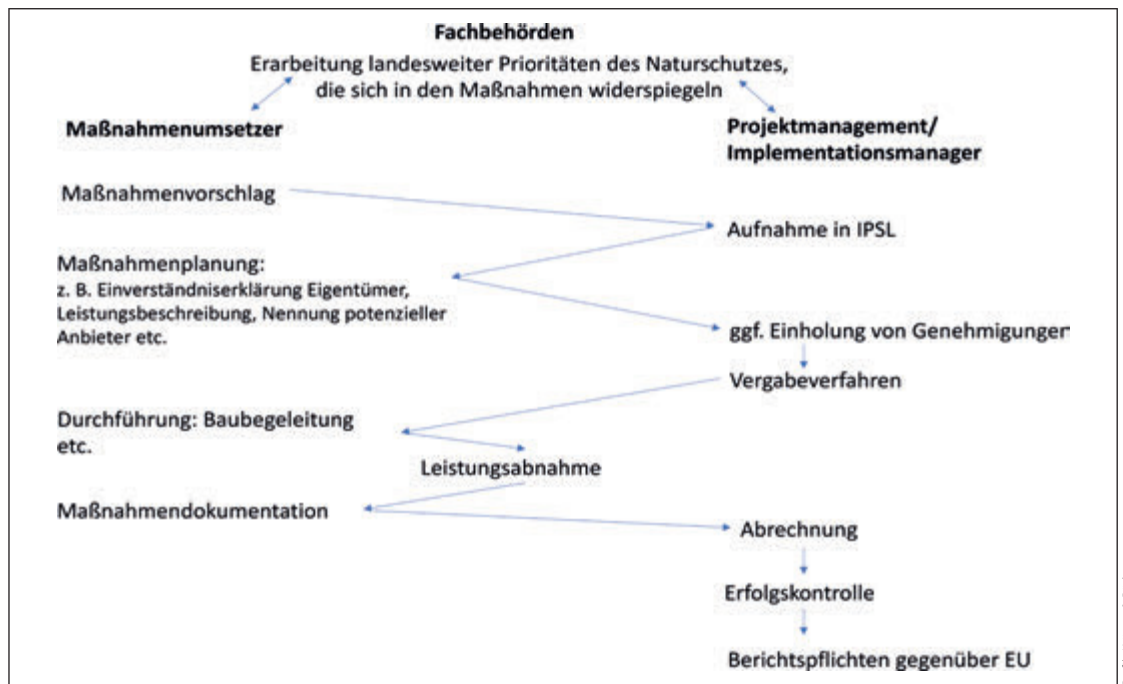 Fachbehörden
Erarbeitung landesweiter Prioritäten des Naturschutzes,
die sich in den Maßnahmen widerspiegeln
Maßnahmenumsetzer
Projektmanagement/
Implementationsmanager
Maßnahmenvorschlag
Aufnahme in IPSL
Maßnahmenplanung:
z. B. Einverständniserklärung Eigentümer,
Leistungsbeschreibung, Nennung potenzieller
Anbieter etc.
ggf. Einholung von Genehmigungen
Vergabeverfahren
Durchführung: Baubegeleitung
etc.
Leistungsabnahme
Maßnahmendokumentation
Abrechnung
Erfolgskontrolle
Berichtspflichten gegenüber EU